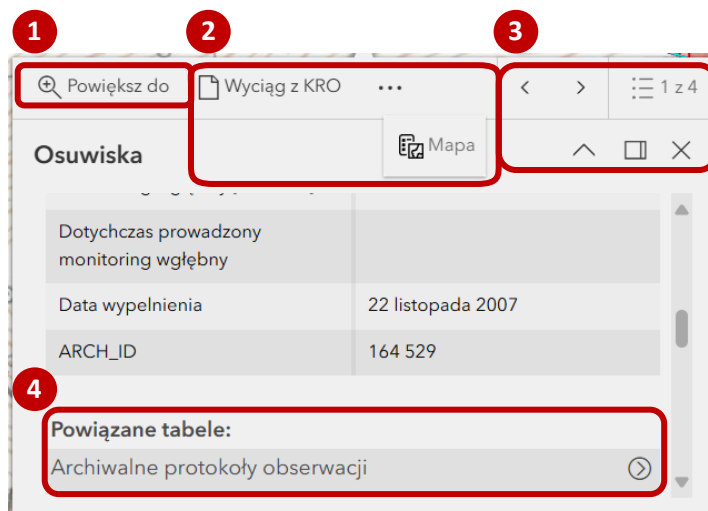 1
2
3
Powiększ do
Wyciąg z KRO
1 z 4
Mapa
Osuwiska
Dotychczas prowadzony
monitoring wgłębny
Data wypełnienia
22 listopada 2007
ARCH_ID
164 529
4
Powiązane tabele:
Archiwalne protokoły obserwacji